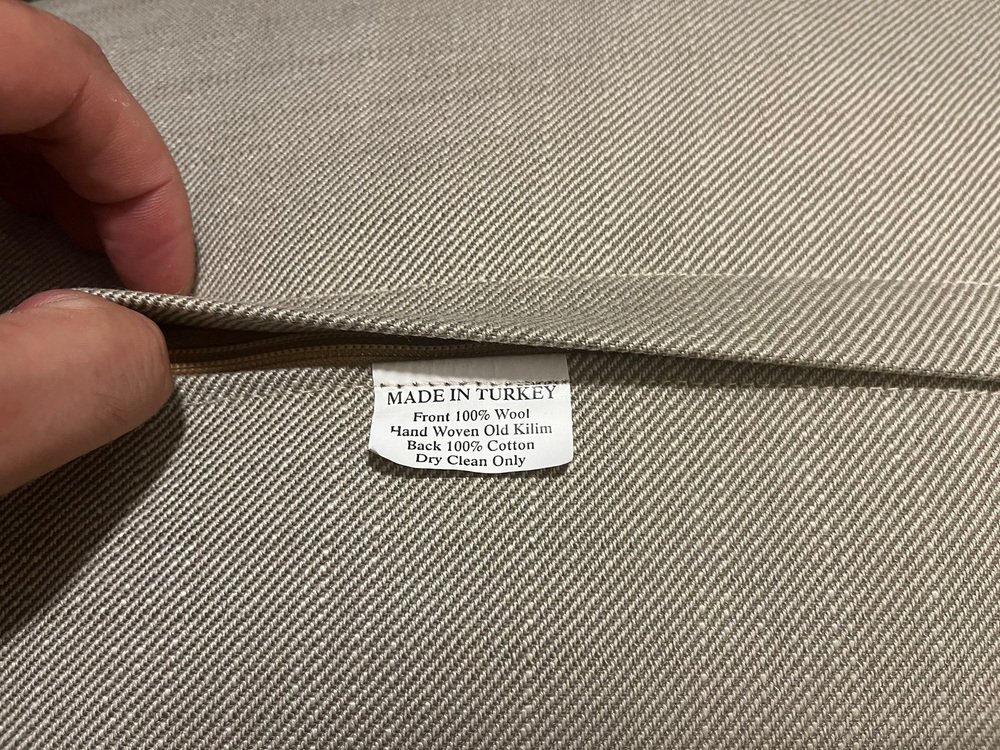 MADE IN TURKEY
Front 100% Wool
Hand Woven Old Kilim
Back 100% Cotton
Dry Clean Only